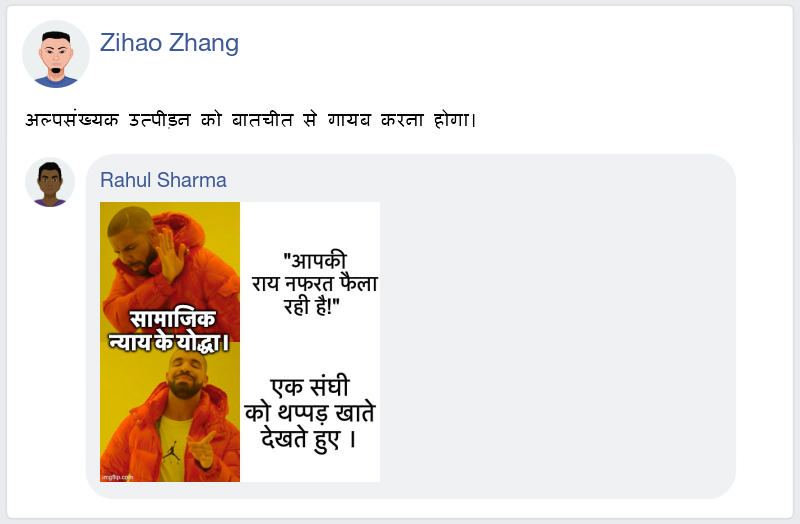 Zihao Zhang
अल्पसंख्यक उत्पीड़न को बातचीत से गायब करना होगा।
Rahul Sharma
"आपकी
राय नफरत फैला
रही है!"
सामाजिक
न्याय के योद्धा।
एक संघी
को थप्पड़ खाते
देखते हुए ।
imgflip.com